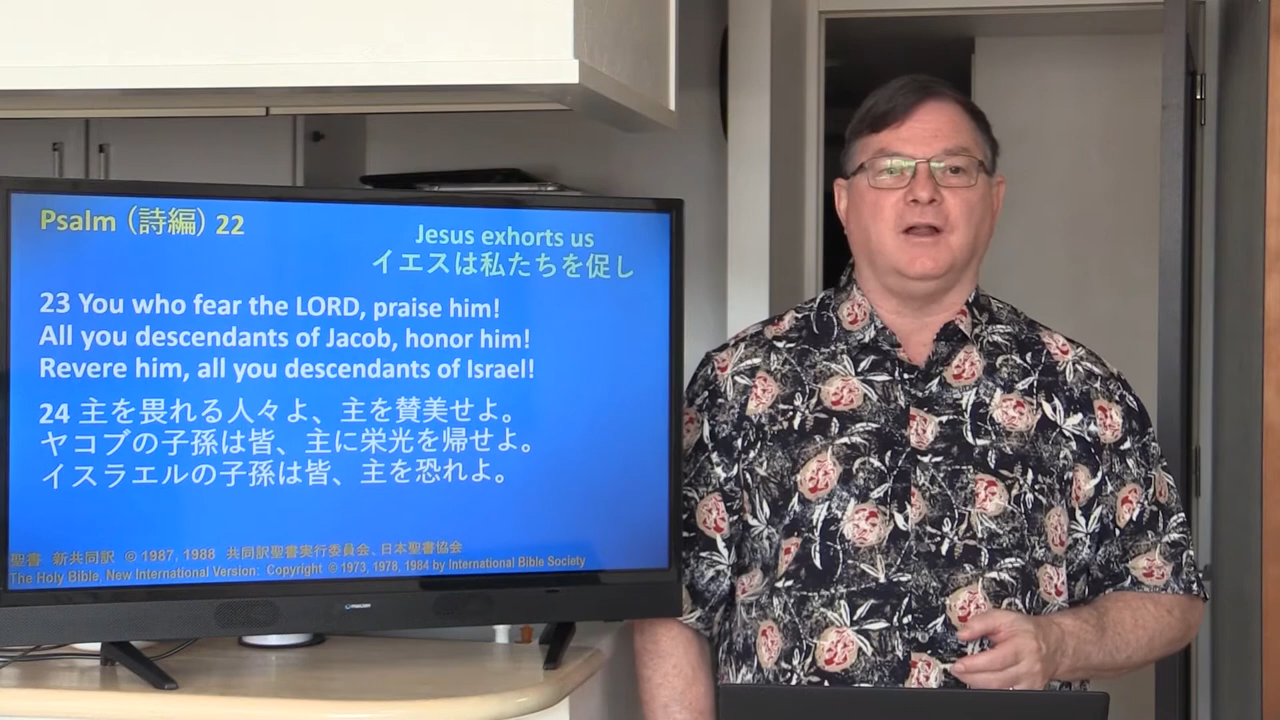 Psalm (詩編) 22
Jesus exhorts us
イエスは私たちを促し
23 You who fear the LORD, praise him!
All you descendants of Jacob, honor him!
Revere him, all you descendants of Israel!
24 主を畏れる人々よ、主を賛美せよ。
ヤコブの子孫は皆、主に栄光を帰せよ。
イスラエルの子孫は皆、主を恐れよ。
聖書 新共同訳 © 1987, 1988 共同訳聖書実行委員会、日本聖書協会
The Holy Bible, New International Version: Copyright © 1973, 1978, 1984 by International Bible Society